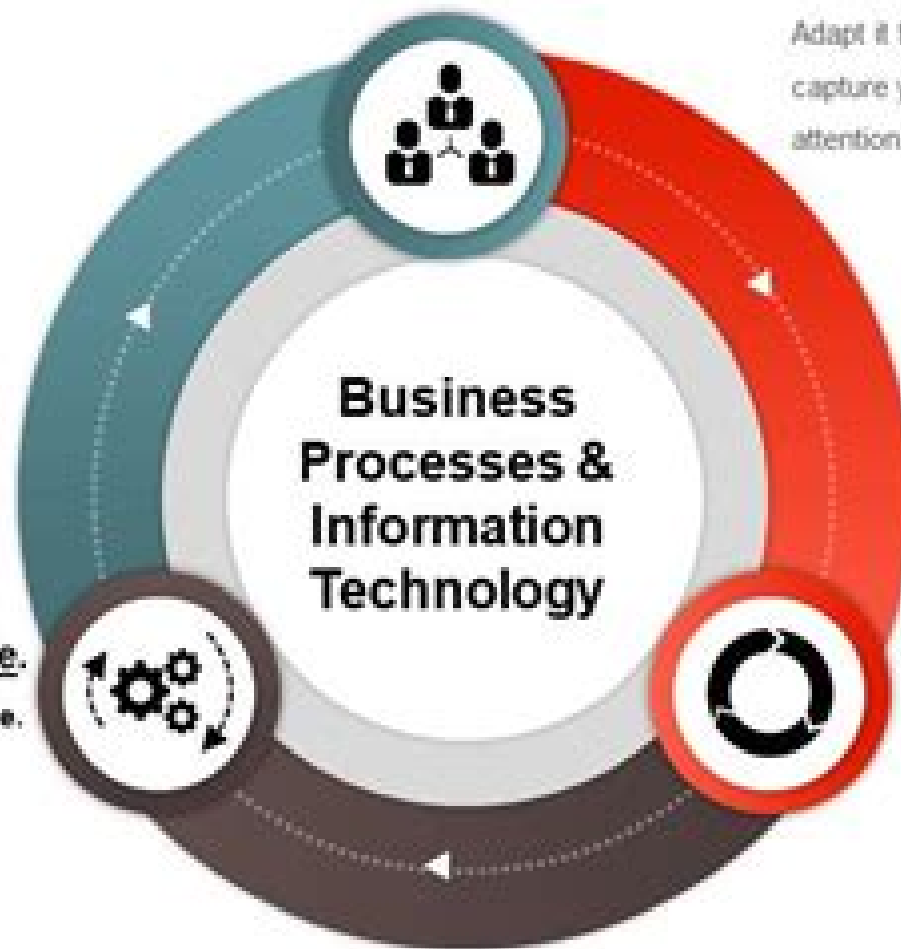 Adapt it
capture
attention
Business
Processes &
Information
Technology
e.
e.